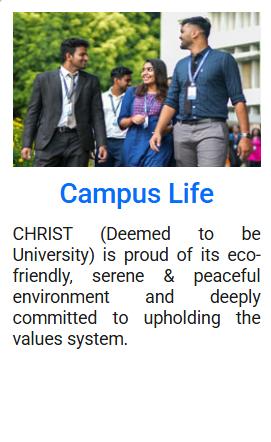 Campus Life
CHRIST (Deemed to be
University) is proud of its eco-
friendly, serene & peaceful
environment and deeply
committed to upholding the
values system.